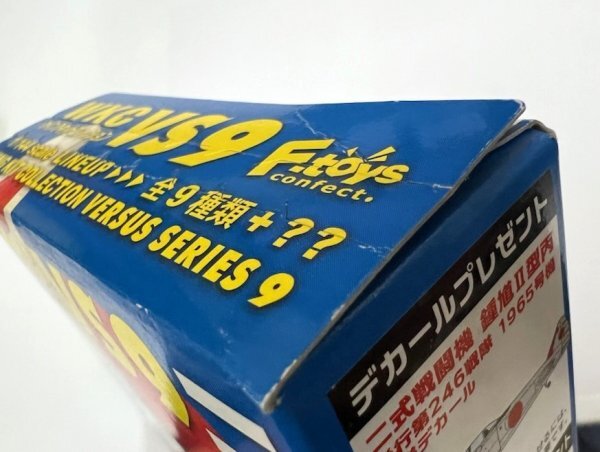 WKC VS9 F-toys confect.
1/144 Scale LINEUP▶▶▶全9種類+??
COLLECTION VERSUS SERIES 9
VS9
デカールプレゼント
二式戦闘機 鍾馗II型丙
行第246戦隊 1965号機
デカール